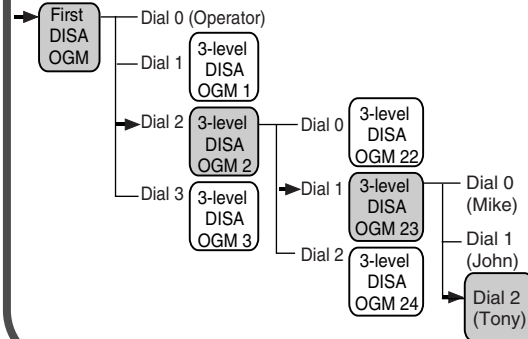 First
DISA
OGM
Dial 0 (Operator)
Dial 1
3-level
DISA
OGM 1
Dial 2
3-level
DISA
OGM 2
Dial 3
3-level
DISA
OGM 3
Dial 0
3-level
DISA
OGM 22
Dial 1
3-level
DISA
OGM 23
Dial 2
3-level
DISA
OGM 24
Dial 0
(Mike)
Dial 1
(John)
Dial 2
(Tony)